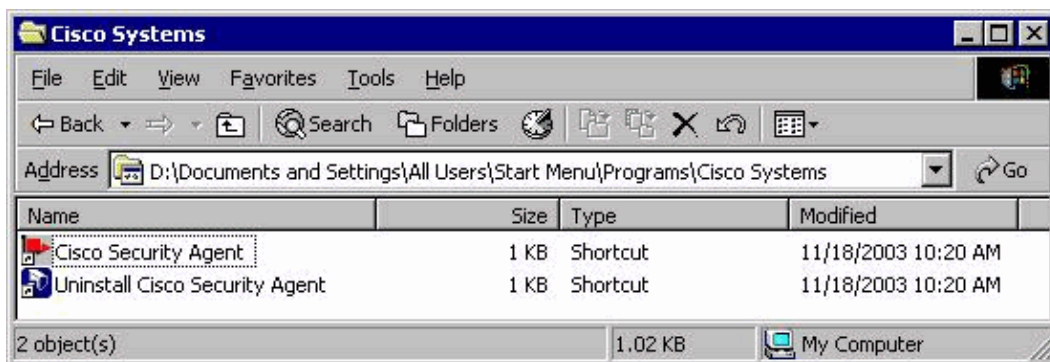 Cisco Systems
File Edit View Favorites Tools Help
Back Search Folders
Address D:\Documents and Settings\All Users\Start Menu\Programs\Cisco Systems Go
Name Size Type Modified
Cisco Security Agent 1 KB Shortcut 11/18/2003 10:20 AM
Uninstall Cisco Security Agent 1 KB Shortcut 11/18/2003 10:20 AM
2 object(s) 1.02 KB My Computer